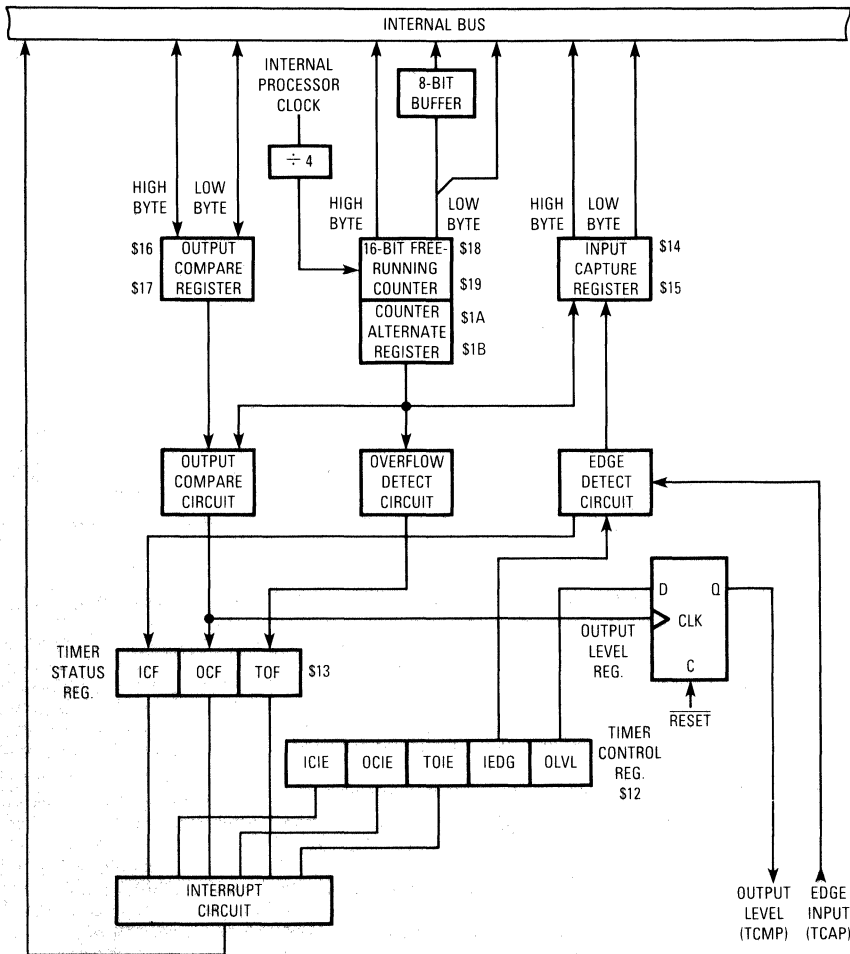 INTERNAL BUS
INTERNAL
PROCESSOR
CLOCK
8-BIT
BUFFER
÷ 4
HIGH
BYTE
LOW
BYTE
HIGH
BYTE
LOW
BYTE
HIGH
BYTE
LOW
BYTE
$16
$17
OUTPUT
COMPARE
REGISTER
16-BIT FREE-
RUNNING
COUNTER
$18
$19
COUNTER
ALTERNATE
REGISTER
$1A
$1B
INPUT
CAPTURE
REGISTER
$14
$15
OUTPUT
COMPARE
CIRCUIT
OVERFLOW
DETECT
CIRCUIT
EDGE
DETECT
CIRCUIT
D Q
CLK
C
OUTPUT
LEVEL
REG.
RESET
TIMER
STATUS
REG.
ICF OCF TOF $13
ICIE OCIE TOIE IEDG OLVL
TIMER
CONTROL
REG.
$12
INTERRUPT
CIRCUIT
OUTPUT
LEVEL
(TCMP)
EDGE
INPUT
(TCAP)